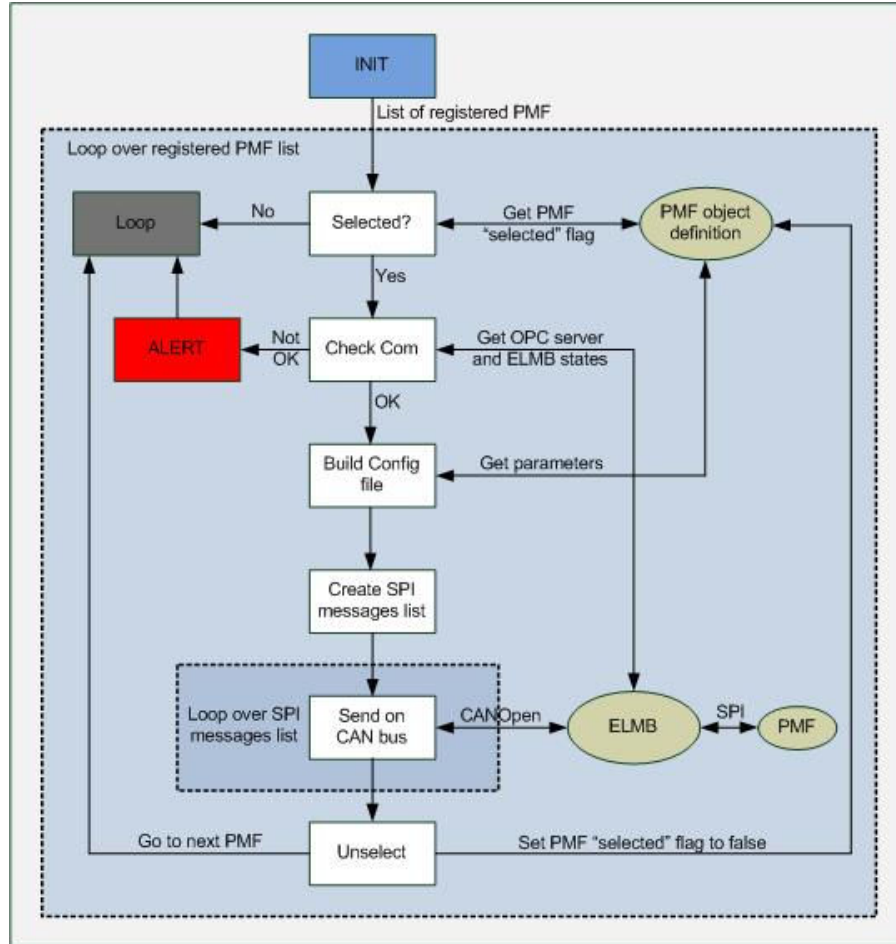 INIT
List of registered PMF
Loop over registered PMF list
Loop
No
Selected?
Get PMF
“selected” flag
PMF object
definition
Yes
ALERT
Not
OK
Check Com
Get OPC server
and ELMB states
OK
Build Config
file
Get parameters
Create SPI
messages list
Loop over SPI
messages list
Send on
CAN bus
CANOpen
ELMB
SPI
PMF
Go to next PMF
Unselect
Set PMF “selected” flag to false